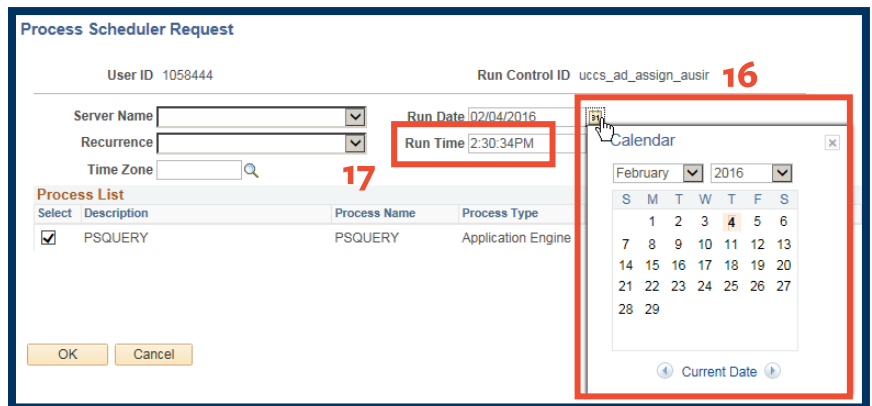 Process Scheduler Request
User ID 1058444 Run Control ID uccs_ad_assign_ausir 16
Server Name Run Date 02/04/2016 31
Recurrence Run Time 2:30:34PM
Time Zone 17
Process List
Select Description Process Name Process Type
PSQUERY PSQUERY Application Engine
OK Cancel
Calendar
February 2016
S M T W T F S
1 2 3 4 5 6
7 8 9 10 11 12 13
14 15 16 17 18 19 20
21 22 23 24 25 26 27
28 29
Current Date